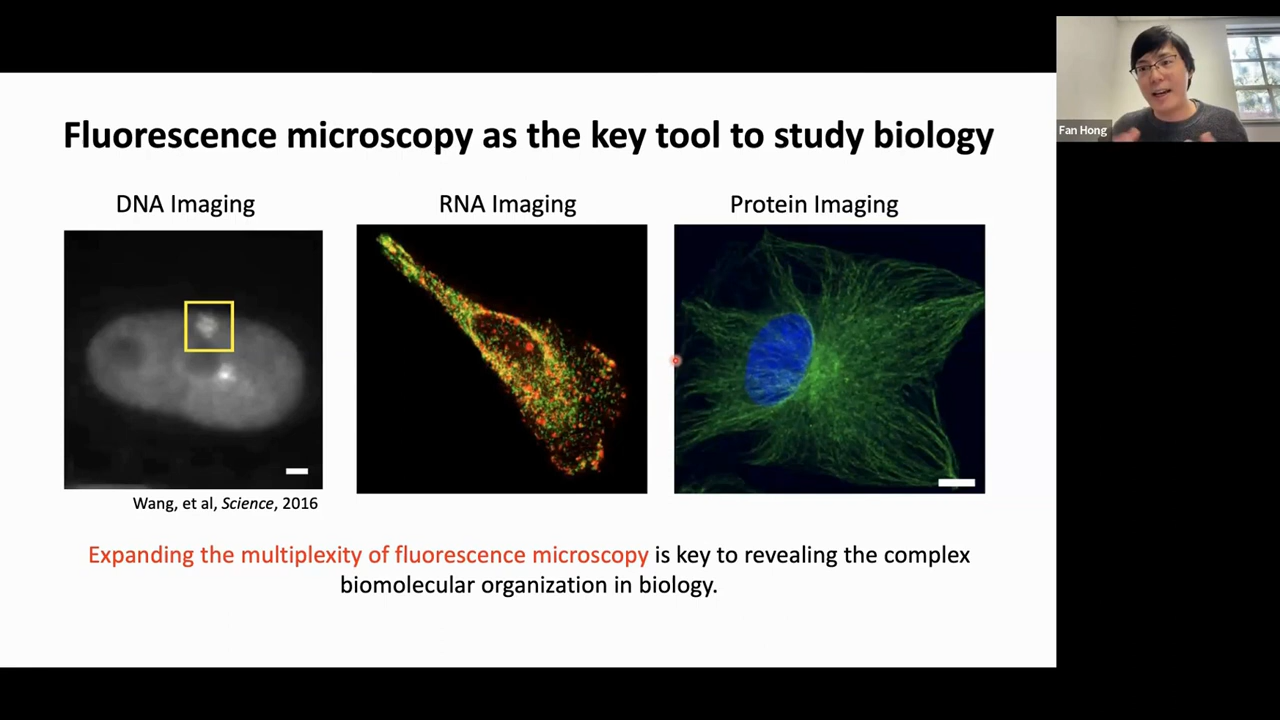 Fluorescence microscopy as the key tool to study biology
DNA Imaging
RNA Imaging
Protein Imaging
Wang, et al, Science, 2016
Expanding the multiplexity of fluorescence microscopy is key to revealing the complex
biomolecular organization in biology.
Fan Hong